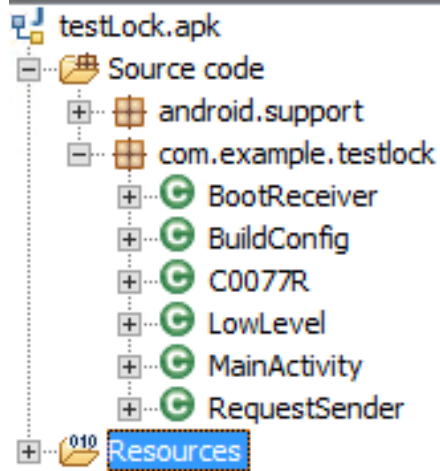 testLock.apk
Source code
android.support
com.example.testlock
BootReceiver
BuildConfig
C0077R
LowLevel
MainActivity
RequestSender
Resources